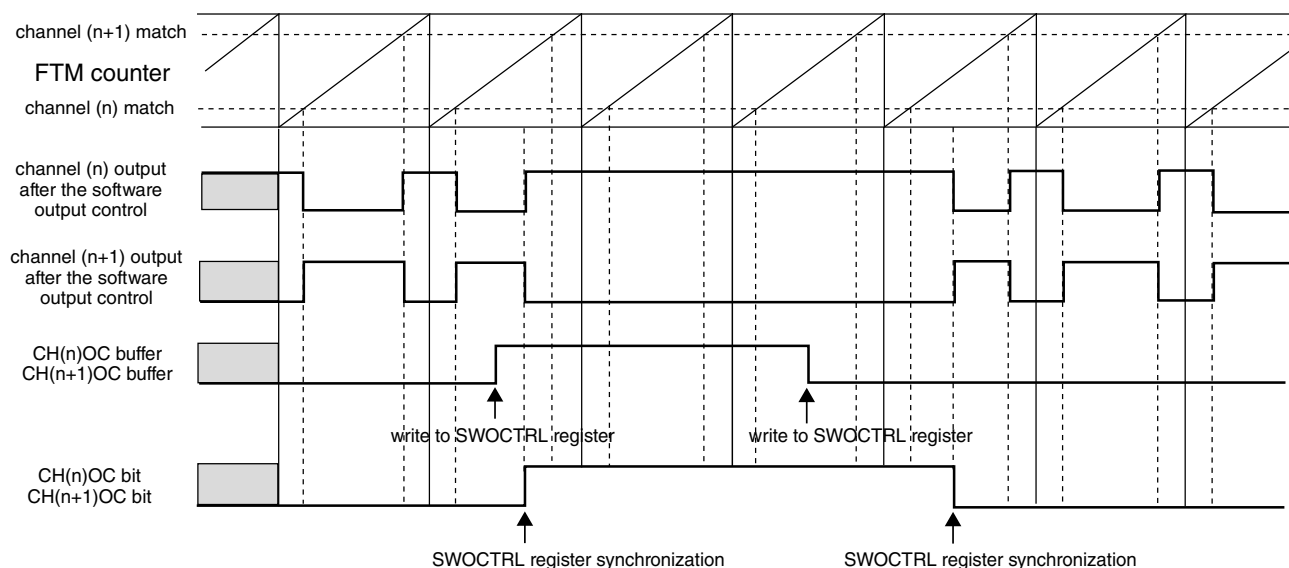 channel (n+1) match
FTM counter
channel (n) match
channel (n) output
after the software
output control
channel (n+1) output
after the software
output control
CH(n)OC buffer
CH(n+1)OC buffer
write to SWOCTRL register
write to SWOCTRL register
CH(n)OC bit
CH(n+1)OC bit
SWOCTRL register synchronization
SWOCTRL register synchronization